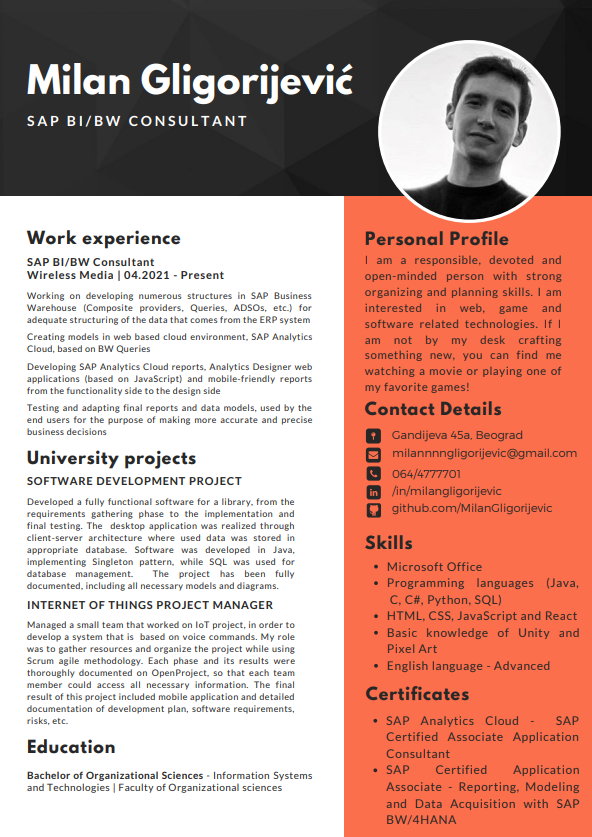 Milan Gligorijević
SAP BI/BW CONSULTANT
Work experience
SAP BI/BW Consultant
Wireless Media | 04.2021 - Present
Working on developing numerous structures in SAP Business
Warehouse (Composite providers, Queries, ADSOs, etc.) for
adequate structuring of the data that comes from the ERP system
Creating models in web based cloud environment, SAP Analytics
Cloud, based on BW Queries
Developing SAP Analytics Cloud reports, Analytics Designer web
applications (based on JavaScript) and mobile-friendly reports
from the functionality side to the design side
Testing and adapting final reports and data models, used by the
end users for the purpose of making more accurate and precise
business decisions
University projects
SOFTWARE DEVELOPMENT PROJECT
Developed a fully functional software for a library, from the
requirements gathering phase to the implementation and
final testing. The desktop application was realized through
client-server architecture where used data was stored in
appropriate database. Software was developed in Java,
implementing Singleton pattern, while SQL was used for
database management. The project has been fully
documented, including all necessary models and diagrams.
INTERNET OF THINGS PROJECT MANAGER
Managed a small team that worked on IoT project, in order to
develop a system that is based on voice commands. My role
was to gather resources and organize the project while using
Scrum agile methodology. Each phase and its results were
thoroughly documented on OpenProject, so that each team
member could access all necessary information. The final
result of this project included mobile application and detailed
documentation of development plan, software requirements,
risks, etc.
Education
Bachelor of Organizational Sciences - Information Systems
and Technologies | Faculty of Organizational sciences
Personal Profile
I am a responsible, devoted and
open-minded person with strong
organizing and planning skills. I am
interested in web, game and
software related technologies. If I
am not by my desk crafting
something new, you can find me
watching a movie or playing one of
my favorite games!
Contact Details
Gandijeva 45a, Beograd
milannnngligorijevic@gmail.com
064/4777701
/in/milangligorijevic
github.com/MilanGligorijevic
Skills
• Microsoft Office
• Programming languages (Java,
C, C#, Python, SQL)
• HTML, CSS, JavaScript and React
• Basic knowledge of Unity and
Pixel Art
• English language - Advanced
Certificates
• SAP Analytics Cloud - SAP
Certified Associate Application
Consultant
• SAP Certified Application
Associate - Reporting, Modeling
and Data Acquisition with SAP
BW/4HANA